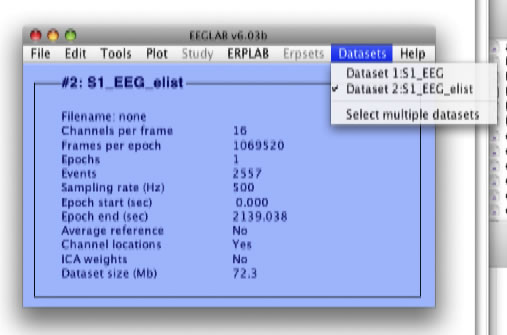 EEGLAB v6.03b
File Edit Tools Plot Study ERPLAB Erpsets Datasets Help
Dataset 1:S1_EEG
✔ Dataset 2:S1_EEG_elist
Select multiple datasets
#2: S1_EEG_elist
Filename: none
Channels per frame 16
Frames per epoch 1069520
Epochs 1
Events 2557
Sampling rate (Hz) 500
Epoch start (sec) 0.000
Epoch end (sec) 2139.038
Average reference No
Channel locations Yes
ICA weights No
Dataset size (Mb) 72.3